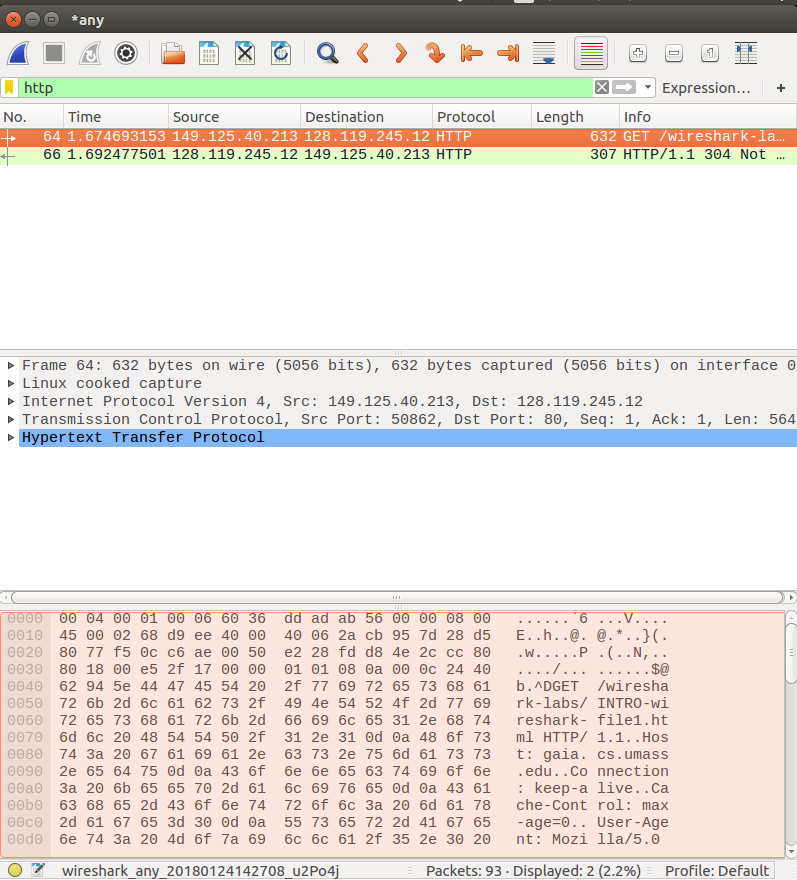 *any
http
Expression…
+
No. Time Source Destination Protocol Length Info
64 1.674693153 149.125.40.213 128.119.245.12 HTTP 632 GET /wireshark-la…
66 1.692477501 128.119.245.12 149.125.40.213 HTTP 307 HTTP/1.1 304 Not …
Frame 64: 632 bytes on wire (5056 bits), 632 bytes captured (5056 bits) on interface 0
Linux cooked capture
Internet Protocol Version 4, Src: 149.125.40.213, Dst: 128.119.245.12
Transmission Control Protocol, Src Port: 50862, Dst Port: 80, Seq: 1, Ack: 1, Len: 564
Hypertext Transfer Protocol
0000 00 04 00 01 00 06 60 36 dd ad ab 56 00 00 08 00 ......`6 ...V....
0010 45 00 02 68 d9 ee 40 00 40 06 2a cb 95 7d 28 d5 E..h..@. @.*..}(.
0020 80 77 f5 0c c6 ae 00 50 e2 28 fd d8 4e 2c cc 80 .w.....P .(..N,..
0030 80 18 00 e5 2f 17 00 00 01 01 08 0a 00 0c 24 40 ..../... ......$@
0040 62 94 5e 44 47 45 54 20 2f 77 69 72 65 73 68 61 b.^DGET /wiresha
0050 72 6b 2d 6c 61 62 73 2f 49 4e 54 52 4f 2d 77 69 rk-labs/ INTRO-wi
0060 72 65 73 68 61 72 6b 2d 66 69 6c 65 31 2e 68 74 reshark- file1.ht
0070 6d 6c 20 48 54 54 50 2f 31 2e 31 0d 0a 48 6f 73 ml HTTP/ 1.1..Hos
0080 74 3a 20 67 61 69 61 2e 63 73 2e 75 6d 61 73 73 t: gaia. cs.umass
0090 2e 65 64 75 0d 0a 43 6f 6e 6e 65 63 74 69 6f 6e .edu..Co nnection
00a0 3a 20 6b 65 65 70 2d 61 6c 69 76 65 0d 0a 43 61 : keep-a live..Ca
00b0 63 68 65 2d 43 6f 6e 74 72 6f 6c 3a 20 6d 61 78 che-Cont rol: max
00c0 2d 61 67 65 3d 30 0d 0a 55 73 65 72 2d 41 67 65 -age=0.. User-Age
00d0 6e 74 3a 20 4d 6f 7a 69 6c 6c 61 2f 35 2e 30 20 nt: Mozi lla/5.0
wireshark_any_20180124142708_u2Po4j Packets: 93 · Displayed: 2 (2.2%) Profile: Default